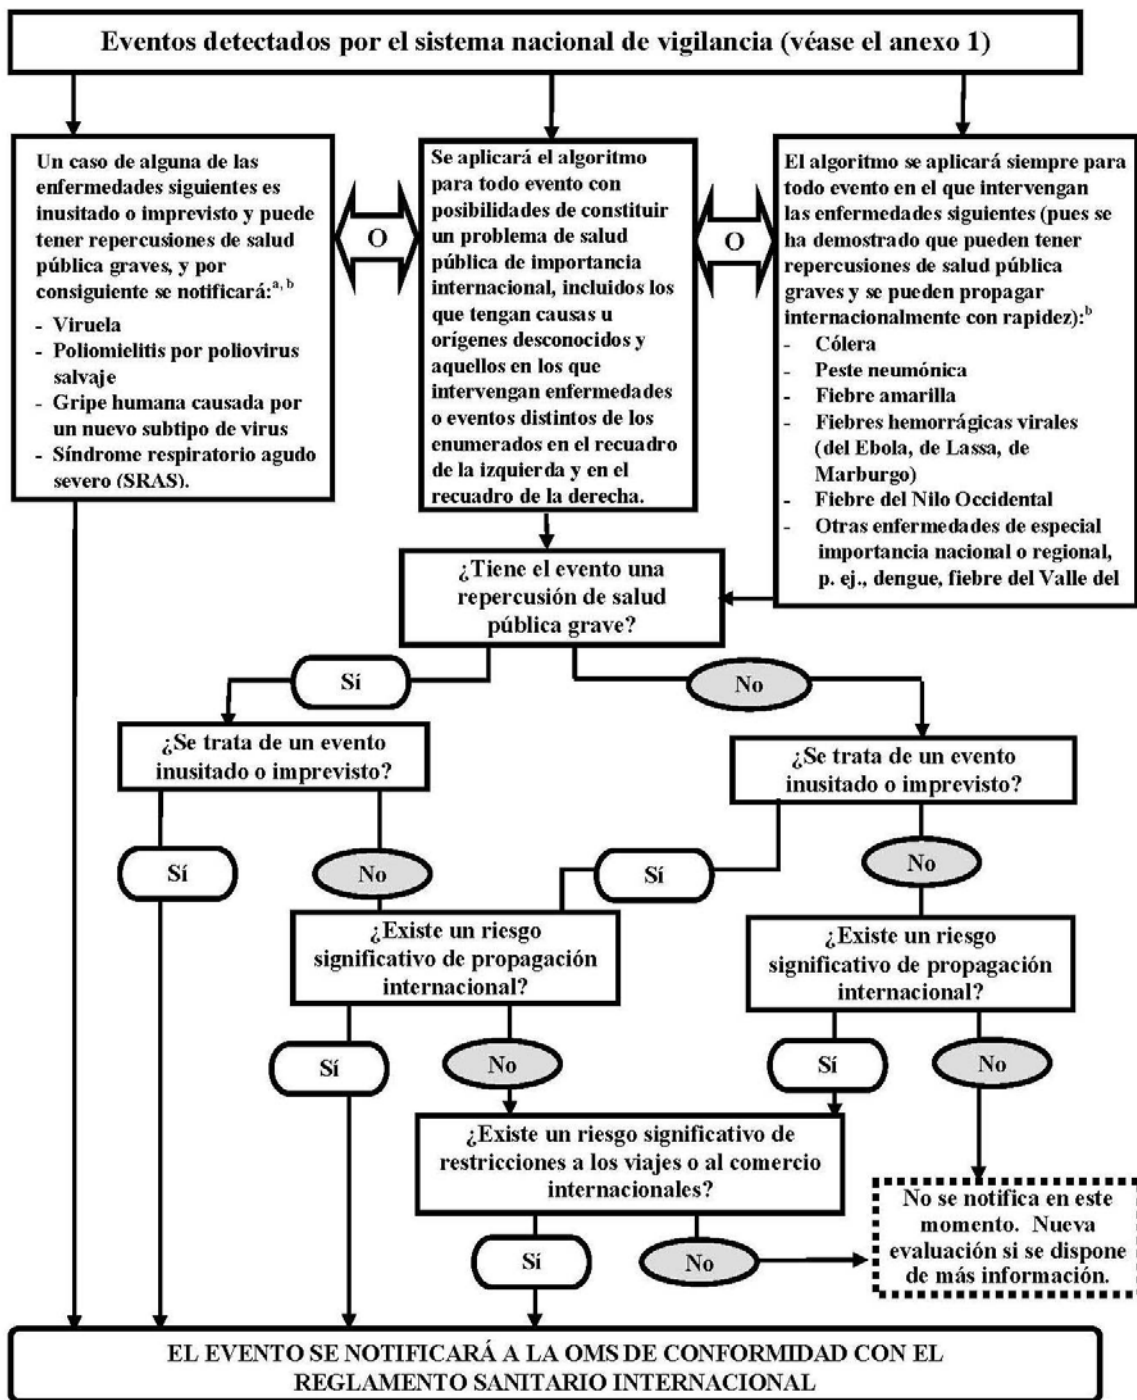 Eventos detectados por el sistema nacional de vigilancia (véase el anexo 1)
Un caso de alguna de las
enfermedades siguientes es
inusitado o imprevisto y puede
tener repercusiones de salud
pública graves, y por
consiguiente se notificará:a, b
- Viruela
- Poliomielitis por poliovirus
salvaje
- Gripe humana causada por
un nuevo subtipo de virus
- Síndrome respiratorio agudo
severo (SRAS).
O
Se aplicará el algoritmo
para todo evento con
posibilidades de constituir
un problema de salud
pública de importancia
internacional, incluidos los
que tengan causas u
orígenes desconocidos y
aquellos en los que
intervengan enfermedades
o eventos distintos de los
enumerados en el recuadro
de la izquierda y en el
recuadro de la derecha.
O
El algoritmo se aplicará siempre para
todo evento en el que intervengan
las enfermedades siguientes (pues se
ha demostrado que pueden tener
repercusiones de salud pública
graves y se pueden propagar
internacionalmente con rapidez):b
- Cólera
- Peste neumónica
- Fiebre amarilla
- Fiebres hemorrágicas virales
(del Ebola, de Lassa, de
Marburgo)
- Fiebre del Nilo Occidental
- Otras enfermedades de especial
importancia nacional o regional,
p. ej., dengue, fiebre del Valle del
¿Tiene el evento una
repercusión de salud
pública grave?
Sí
No
¿Se trata de un evento
inusitado o imprevisto?
¿Se trata de un evento
inusitado o imprevisto?
Sí
No
Sí
No
¿Existe un riesgo
significativo de propagación
internacional?
¿Existe un riesgo
significativo de propagación
internacional?
Sí
No
Sí
No
¿Existe un riesgo significativo de
restricciones a los viajes o al comercio
internacionales?
No se notifica en este
momento. Nueva
evaluación si se dispone
de más información.
Sí
No
EL EVENTO SE NOTIFICARÁ A LA OMS DE CONFORMIDAD CON EL
REGLAMENTO SANITARIO INTERNACIONAL